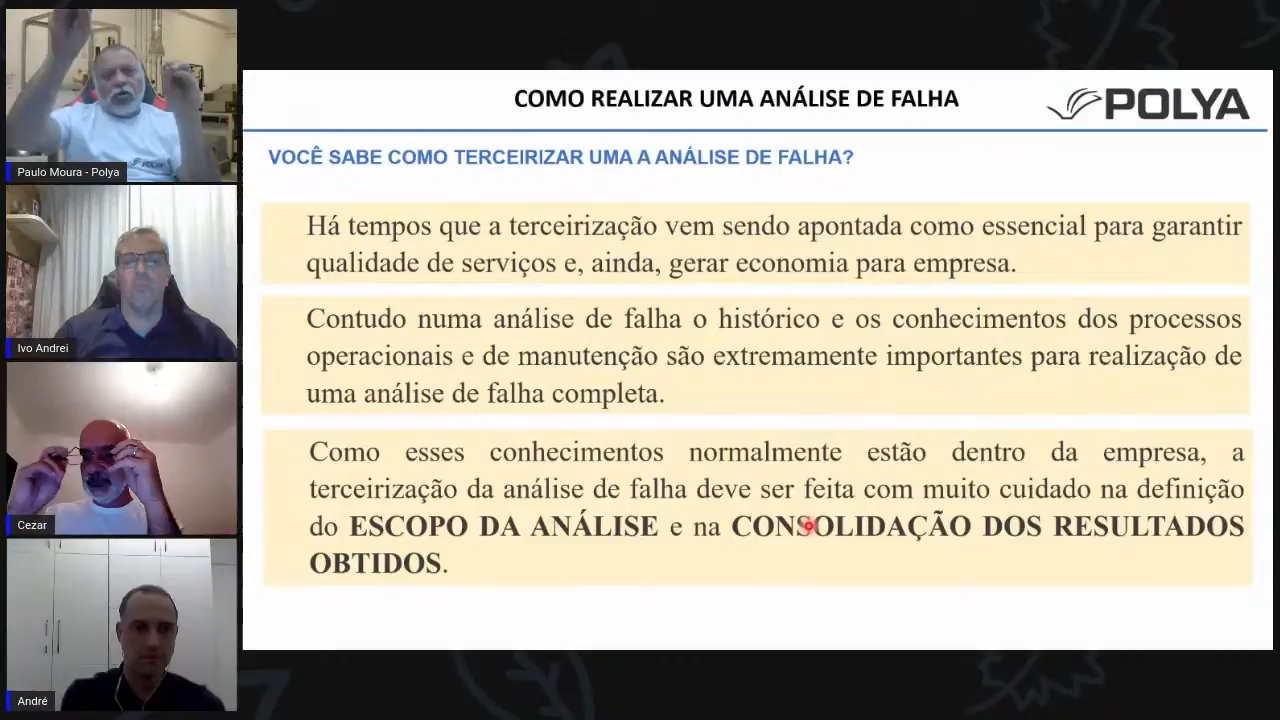 COMO REALIZAR UMA ANÁLISE DE FALHA
POLYA
VOCÊ SABE COMO TERCEIRIZAR UMA A ANÁLISE DE FALHA?
Há tempos que a terceirização vem sendo apontada como essencial para garantir
qualidade de serviços e, ainda, gerar economia para empresa.
Contudo numa análise de falha o histórico e os conhecimentos dos processos
operacionais e de manutenção são extremamente importantes para realização de
uma análise de falha completa.
Como esses conhecimentos normalmente estão dentro da empresa, a
terceirização da análise de falha deve ser feita com muito cuidado na definição
do ESCOPO DA ANÁLISE e na CONSOLIDAÇÃO DOS RESULTADOS
OBTIDOS.
POLYA
Paulo Moura - Polya
Ivo Andrei
Cezar
André